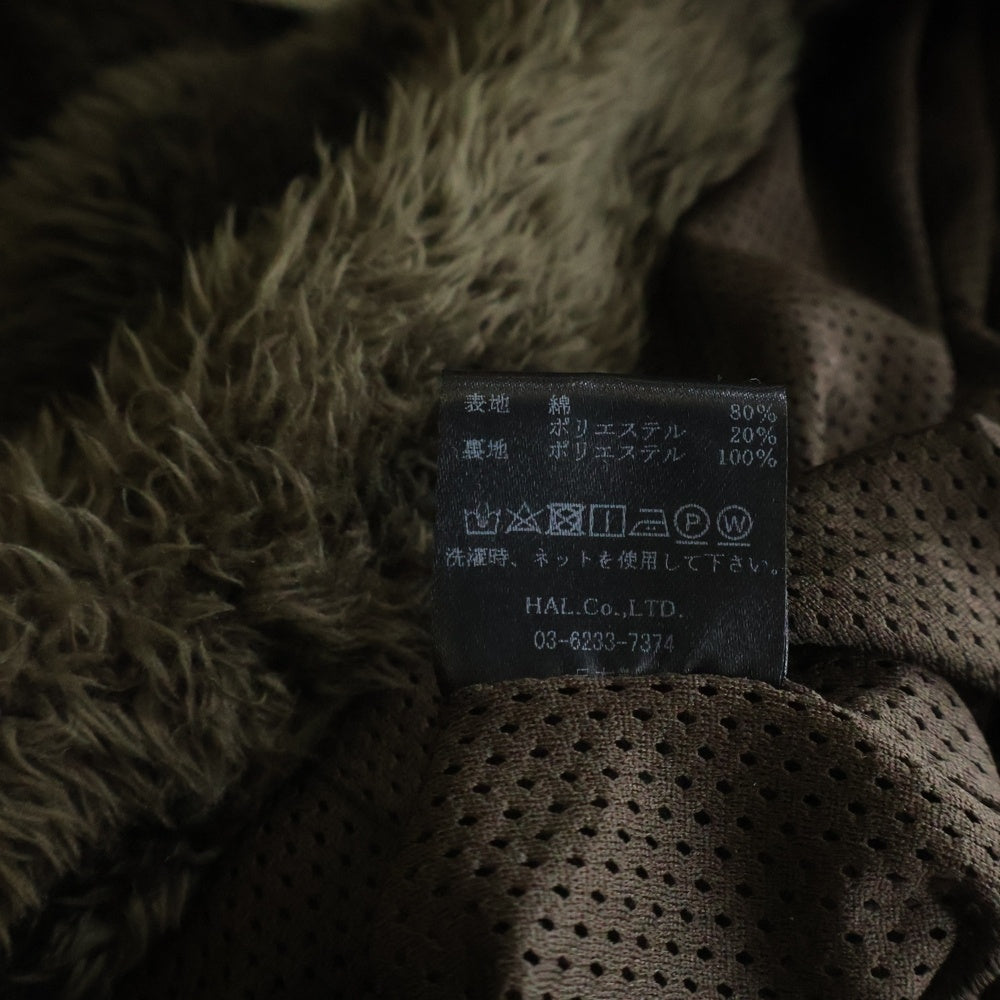 表地 綿 80%
ポリエステル 20%
裏地 ポリエステル 100%
P W
洗濯時、ネットを使用して下さい。
HAL.Co.,LTD.
03-6233-7374